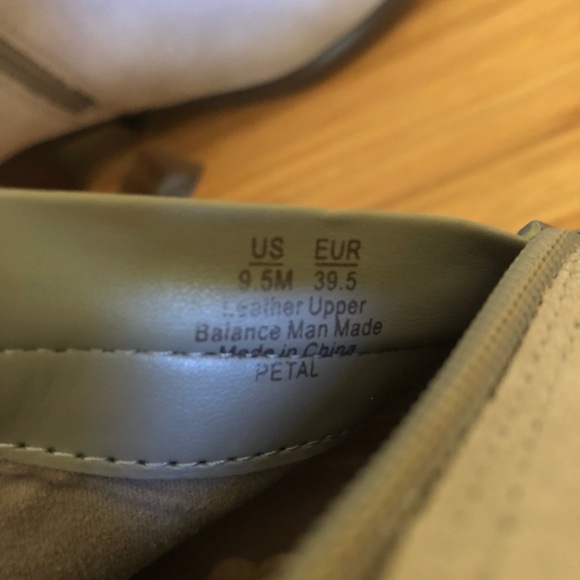 US EUR
9.5M 39.5
Leather Upper
Balance Man Made
Made in China
PETAL